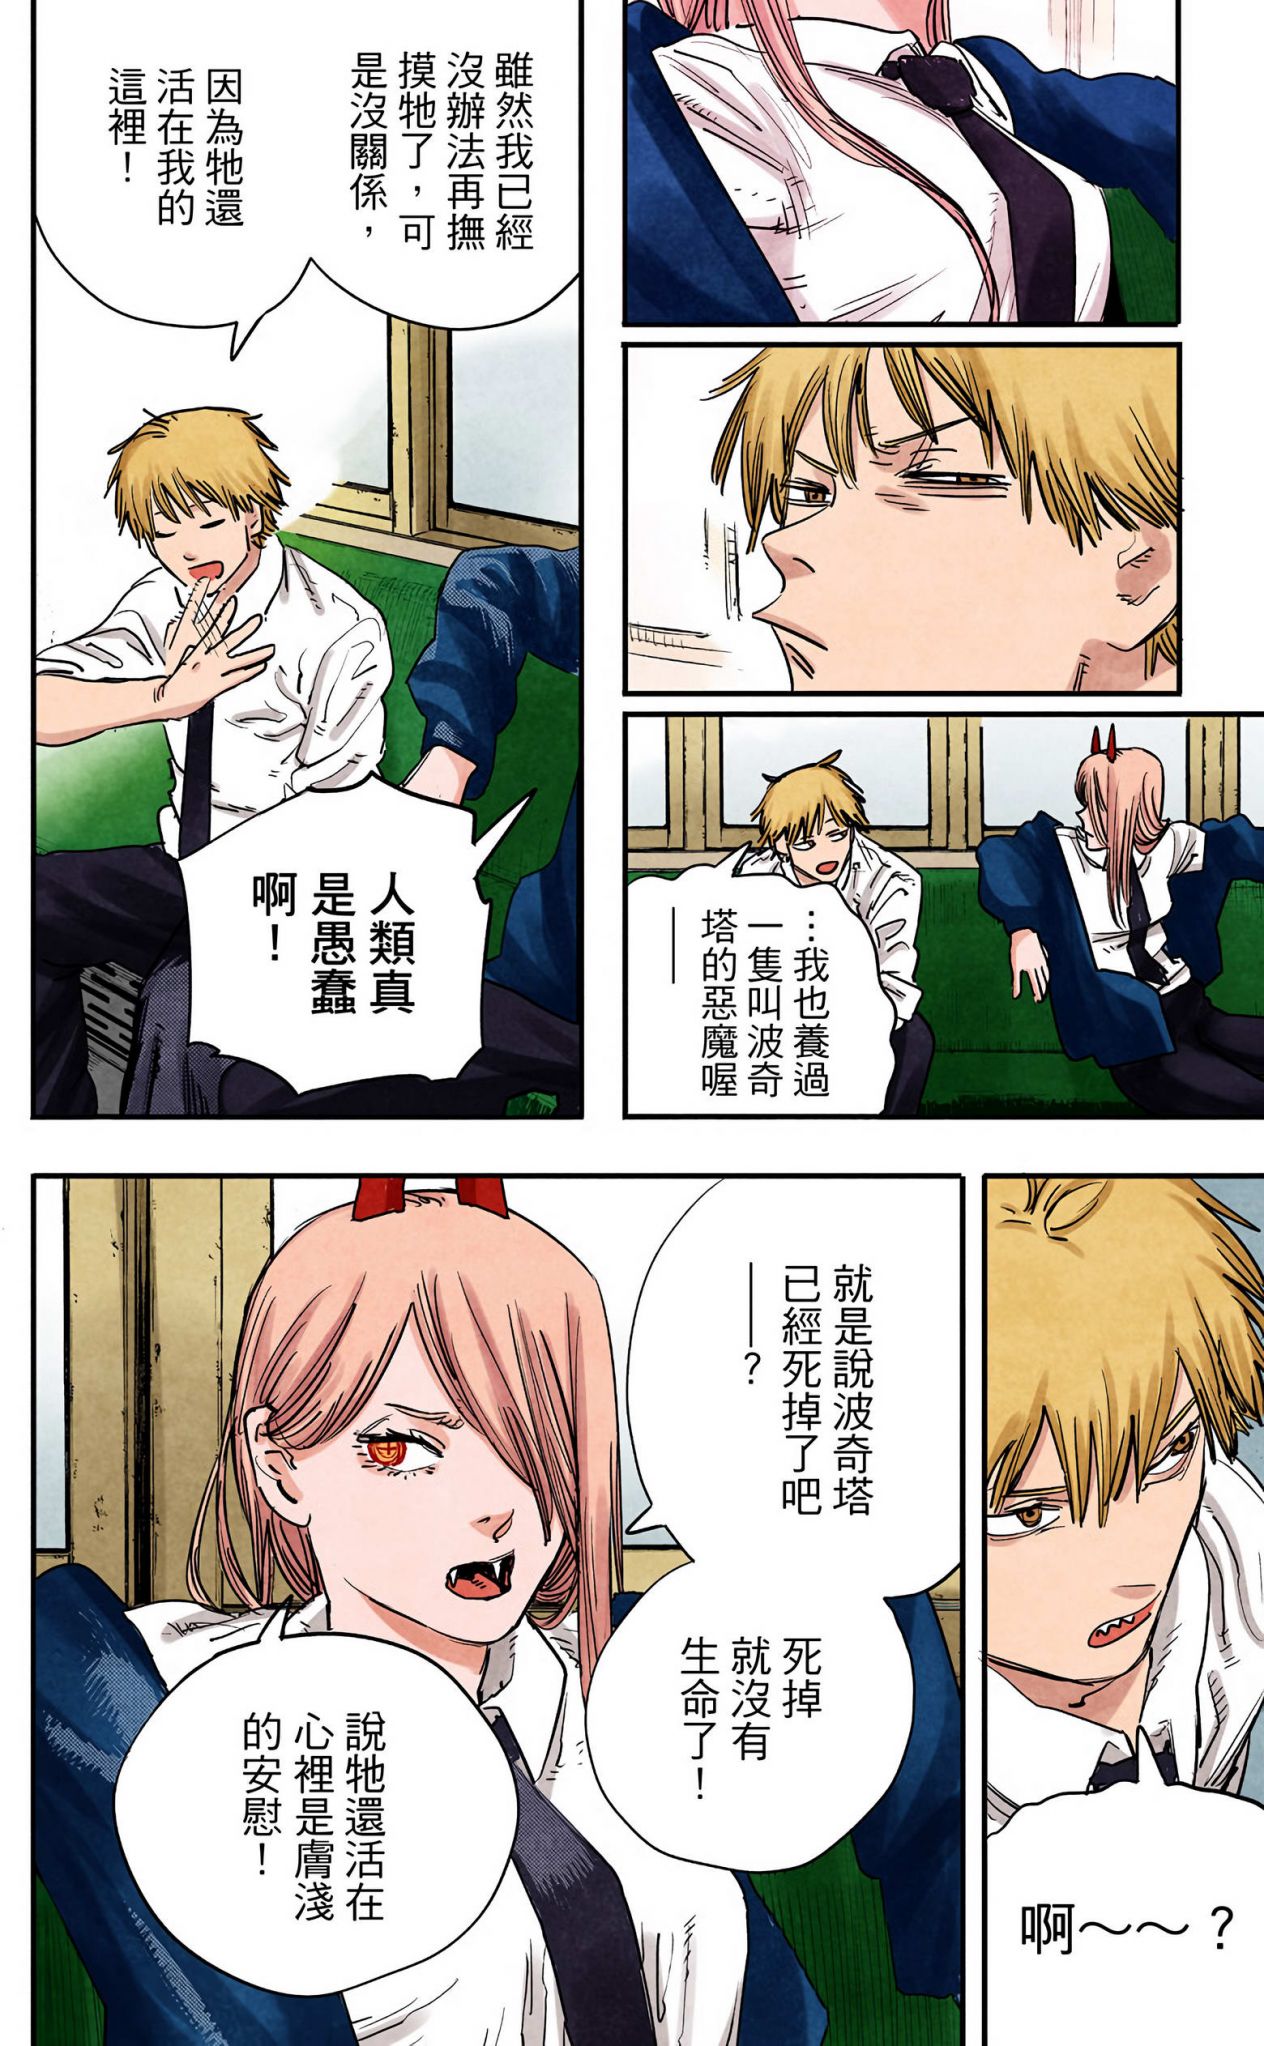 …我也養過
一隻叫波奇
塔的惡魔喔
——
雖然我已經
沒辦法再撫
摸牠了，可
是沒關係，
因為牠還
活在我的
這裡！
人類真
是愚蠢
啊！
啊～～？
就是說波奇塔
已經死掉了吧
——？
死掉
就沒有
生命了！
說牠還活在
心裡是膚淺
的安慰！